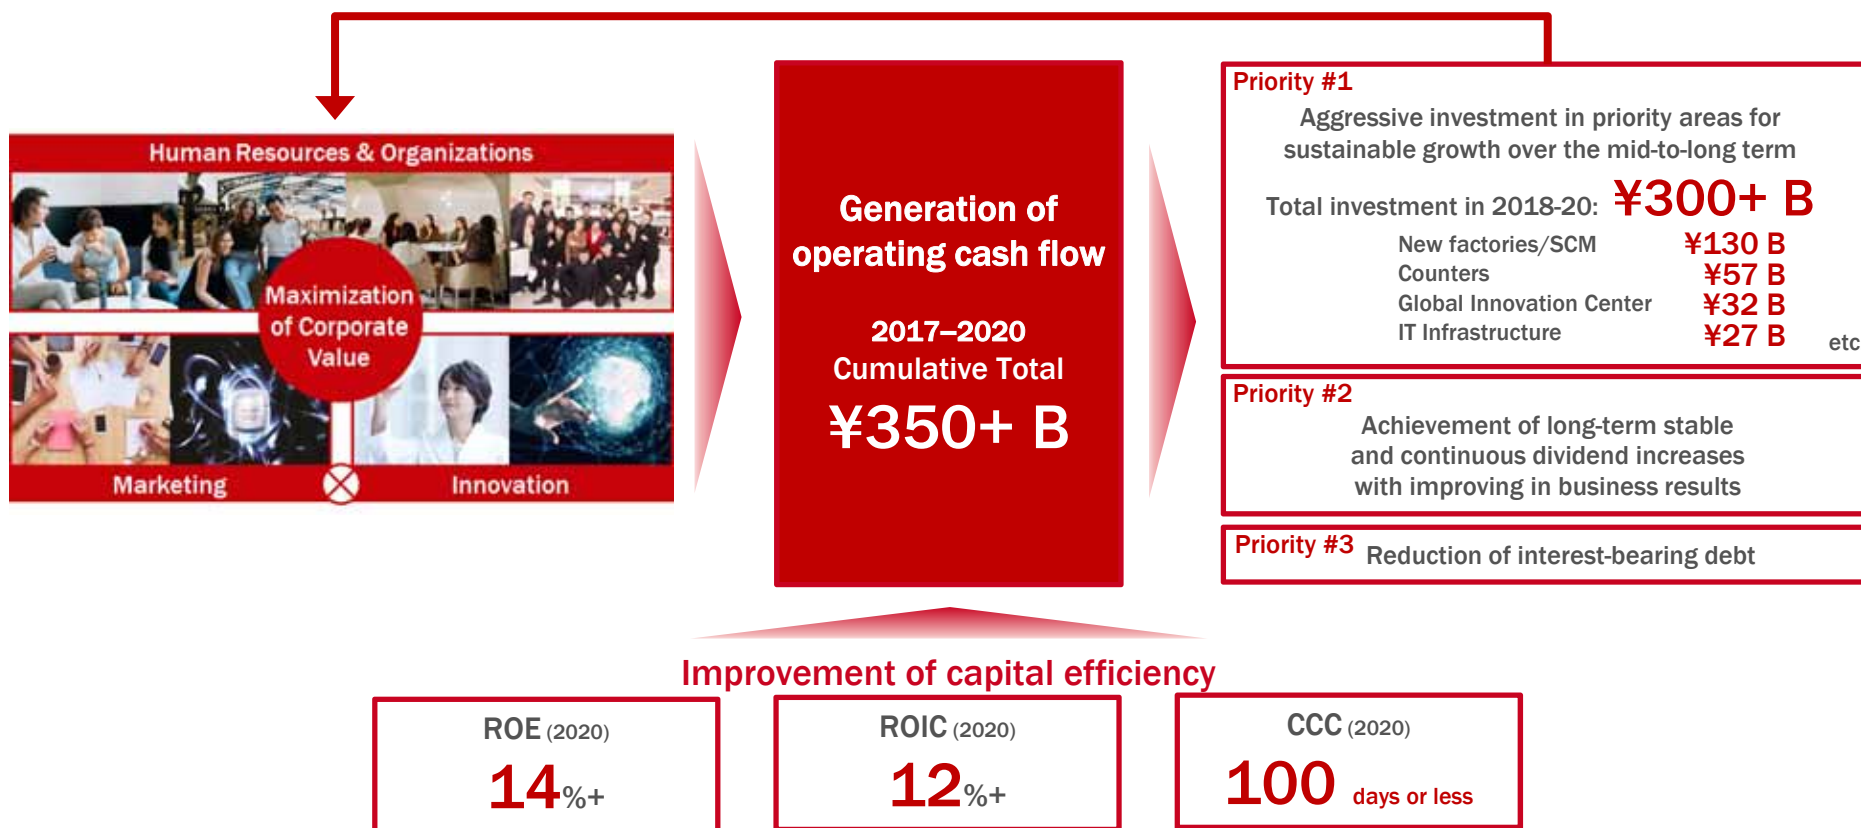 Human Resources & Organizations
Maximization
of Corporate
Value
Marketing
Innovation
Generation of
operating cash flow
2017–2020
Cumulative Total
¥350+ B
Priority #1
Aggressive investment in priority areas for
sustainable growth over the mid-to-long term
Total investment in 2018-20: ¥300+ B
New factories/SCM ¥130 B
Counters ¥57 B
Global Innovation Center ¥32 B
IT Infrastructure ¥27 B
etc
Priority #2
Achievement of long-term stable
and continuous dividend increases
with improving in business results
Priority #3 Reduction of interest-bearing debt
Improvement of capital efficiency
ROE (2020)
14%+
ROIC (2020)
12%+
CCC (2020)
100 days or less